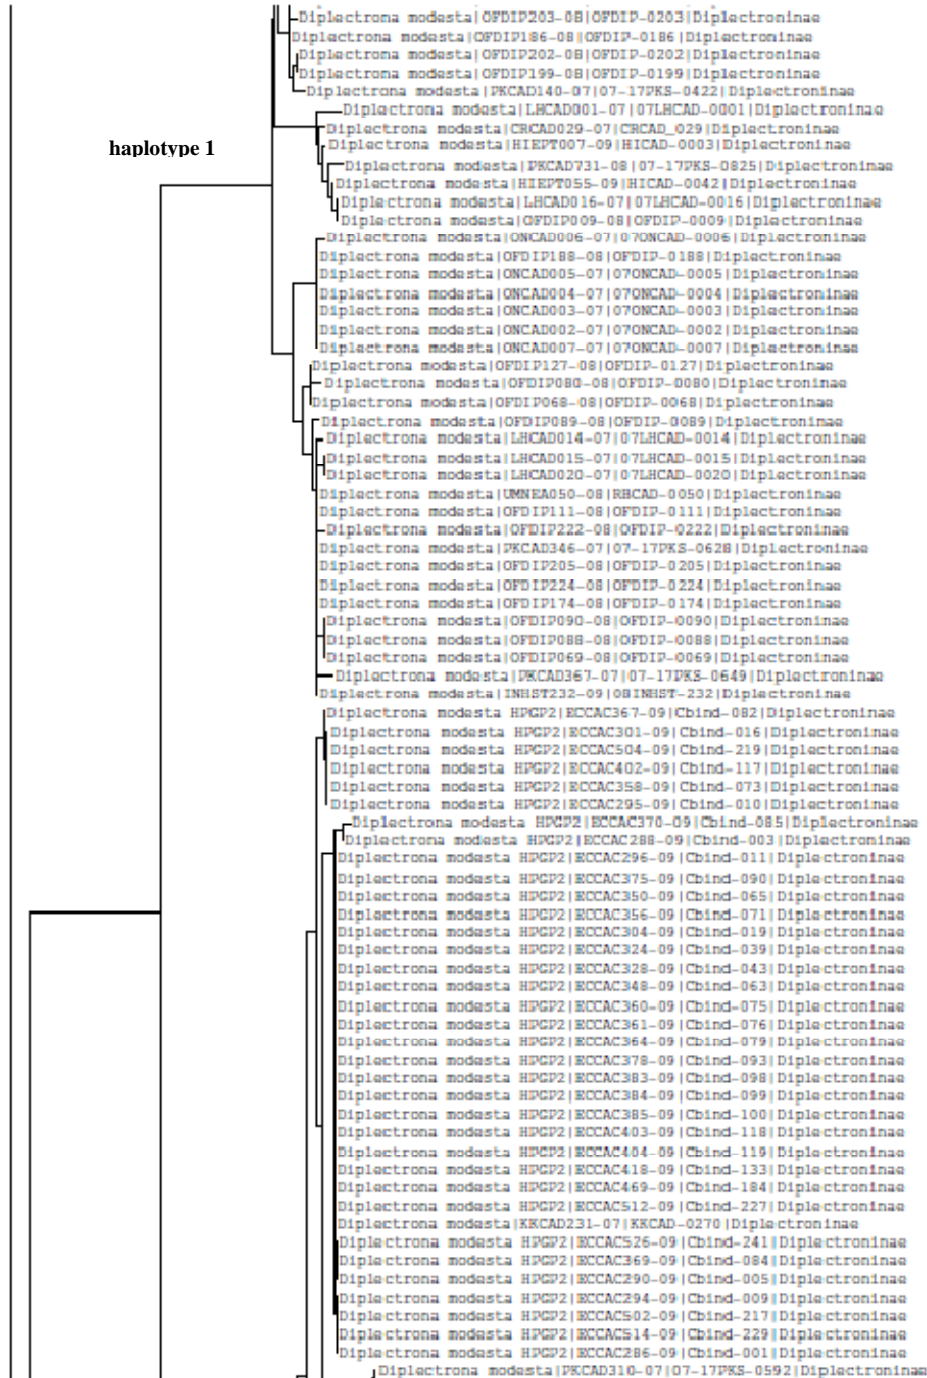 Diplectrona modesta|OFDIP203-08|OFDIP-0203|Diplectroninae
Diplectrona modesta|OFDIP186-08|OFDIP-0186|Diplectroninae
Diplectrona modesta|OFDIP202-08|OFDIP-0202|Diplectroninae
Diplectrona modesta|OFDIP199-08|OFDIP-0199|Diplectroninae
Diplectrona modesta|PKCAD140-07|07-17PKS-0422|Diplectroninae
Diplectrona modesta|LHCAD001-07|07LHCAD-0001|Diplectroninae
Diplectrona modesta|CRCAD029-07|CRCAD_029|Diplectroninae
haplotype 1
Diplectrona modesta|HIEPT007-09|HICAD-0003|Diplectroninae
Diplectrona modesta|PKCAD731-08|07-17PKS-0825|Diplectroninae
Diplectrona modesta|HIEPT055-09|HICAD-0042|Diplectroninae
Diplectrona modesta|LHCAD016-07|07LHCAD-0016|Diplectroninae
Diplectrona modesta|OFDIP009-08|OFDIP-0009|Diplectroninae
Diplectrona modesta|ONCAD006-07|07ONCAD-0006|Diplectroninae
Diplectrona modesta|OFDIP188-08|OFDIP-0188|Diplectroninae
Diplectrona modesta|ONCAD005-07|07ONCAD-0005|Diplectroninae
Diplectrona modesta|ONCAD004-07|07ONCAD-0004|Diplectroninae
Diplectrona modesta|ONCAD003-07|07ONCAD-0003|Diplectroninae
Diplectrona modesta|ONCAD002-07|07ONCAD-0002|Diplectroninae
Diplectrona modesta|ONCAD007-07|07ONCAD-0007|Diplectroninae
Diplectrona modesta|OFDIP127-08|OFDIP-0127|Diplectroninae
Diplectrona modesta|OFDIP080-08|OFDIP-0080|Diplectroninae
Diplectrona modesta|OFDIP068-08|OFDIP-0068|Diplectroninae
Diplectrona modesta|OFDIP089-08|OFDIP-0089|Diplectroninae
Diplectrona modesta|LHCAD014-07|07LHCAD-0014|Diplectroninae
Diplectrona modesta|LHCAD015-07|07LHCAD-0015|Diplectroninae
Diplectrona modesta|LHCAD020-07|07LHCAD-0020|Diplectroninae
Diplectrona modesta|UMNEA050-08|RBCAD-0050|Diplectroninae
Diplectrona modesta|OFDIP111-08|OFDIP-0111|Diplectroninae
Diplectrona modesta|OFDIP222-08|OFDIP-0222|Diplectroninae
Diplectrona modesta|PKCAD346-07|07-17PKS-0628|Diplectroninae
Diplectrona modesta|OFDIP205-08|OFDIP-0205|Diplectroninae
Diplectrona modesta|OFDIP224-08|OFDIP-0224|Diplectroninae
Diplectrona modesta|OFDIP174-08|OFDIP-0174|Diplectroninae
Diplectrona modesta|OFDIP090-08|OFDIP-0090|Diplectroninae
Diplectrona modesta|OFDIP088-08|OFDIP-0088|Diplectroninae
Diplectrona modesta|OFDIP069-08|OFDIP-0069|Diplectroninae
Diplectrona modesta|PKCAD367-07|07-17PKS-0649|Diplectroninae
Diplectrona modesta|INHST232-09|08INHST-232|Diplectroninae
Diplectrona modesta HPGP2|ECCAC367-09|Cbind-082|Diplectroninae
Diplectrona modesta HPGP2|ECCAC301-09|Cbind-016|Diplectroninae
Diplectrona modesta HPGP2|ECCAC504-09|Cbind-219|Diplectroninae
Diplectrona modesta HPGP2|ECCAC402-09|Cbind-117|Diplectroninae
Diplectrona modesta HPGP2|ECCAC358-09|Cbind-073|Diplectroninae
Diplectrona modesta HPGP2|ECCAC295-09|Cbind-010|Diplectroninae
Diplectrona modesta HPGP2|ECCAC370-09|Cbind-085|Diplectroninae
Diplectrona modesta HPGP2|ECCAC288-09|Cbind-003|Diplectroninae
Diplectrona modesta HPGP2|ECCAC296-09|Cbind-011|Diplectroninae
Diplectrona modesta HPGP2|ECCAC375-09|Cbind-090|Diplectroninae
Diplectrona modesta HPGP2|ECCAC350-09|Cbind-065|Diplectroninae
Diplectrona modesta HPGP2|ECCAC356-09|Cbind-071|Diplectroninae
Diplectrona modesta HPGP2|ECCAC304-09|Cbind-019|Diplectroninae
Diplectrona modesta HPGP2|ECCAC324-09|Cbind-039|Diplectroninae
Diplectrona modesta HPGP2|ECCAC328-09|Cbind-043|Diplectroninae
Diplectrona modesta HPGP2|ECCAC348-09|Cbind-063|Diplectroninae
Diplectrona modesta HPGP2|ECCAC360-09|Cbind-075|Diplectroninae
Diplectrona modesta HPGP2|ECCAC361-09|Cbind-076|Diplectroninae
Diplectrona modesta HPGP2|ECCAC364-09|Cbind-079|Diplectroninae
Diplectrona modesta HPGP2|ECCAC378-09|Cbind-093|Diplectroninae
Diplectrona modesta HPGP2|ECCAC383-09|Cbind-098|Diplectroninae
Diplectrona modesta HPGP2|ECCAC384-09|Cbind-099|Diplectroninae
Diplectrona modesta HPGP2|ECCAC385-09|Cbind-100|Diplectroninae
Diplectrona modesta HPGP2|ECCAC403-09|Cbind-118|Diplectroninae
Diplectrona modesta HPGP2|ECCAC404-09|Cbind-119|Diplectroninae
Diplectrona modesta HPGP2|ECCAC418-09|Cbind-133|Diplectroninae
Diplectrona modesta HPGP2|ECCAC469-09|Cbind-184|Diplectroninae
Diplectrona modesta HPGP2|ECCAC512-09|Cbind-227|Diplectroninae
Diplectrona modesta|KKCAD231-07|KKCAD-0270|Diplectroninae
Diplectrona modesta HPGP2|ECCAC526-09|Cbind-241|Diplectroninae
Diplectrona modesta HPGP2|ECCAC369-09|Cbind-084|Diplectroninae
Diplectrona modesta HPGP2|ECCAC290-09|Cbind-005|Diplectroninae
Diplectrona modesta HPGP2|ECCAC294-09|Cbind-009|Diplectroninae
Diplectrona modesta HPGP2|ECCAC502-09|Cbind-217|Diplectroninae
Diplectrona modesta HPGP2|ECCAC514-09|Cbind-229|Diplectroninae
Diplectrona modesta HPGP2|ECCAC286-09|Cbind-001|Diplectroninae
Diplectrona modesta|PKCAD310-07|07-17PKS-0592|Diplectroninae